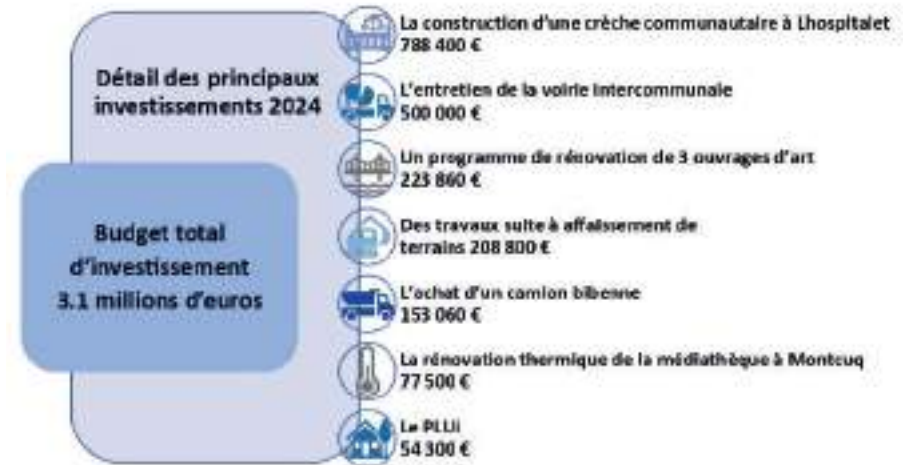 Détail des principaux
investissements 2024
Budget total
d'investissement
3.1 millions d'euros
La construction d'une crèche communautaire à Lhospitalet
788 400 €
L'entretien de la voirie intercommunale
500 000 €
Un programme de rénovation de 3 ouvrages d'art
223 860 €
Des travaux suite à affaissement de
terrains 208 800 €
L'achat d'un camion bibenne
153 060 €
La rénovation thermique de la médiathèque à Montcuq
77 500 €
Le PLUi
54 300 €